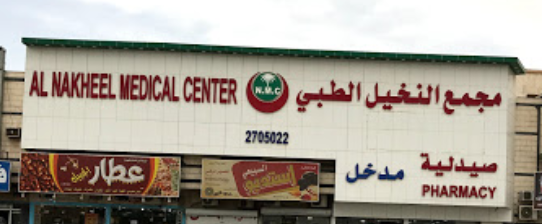 AL NAKHEEL MEDICAL CENTER
N.M.C
مجمع النخيل الطبي
2705022
صيدلية
مدخل
PHARMACY
عطار